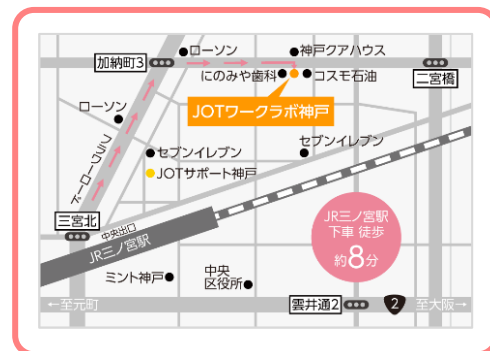 ローソン
神戸クアハウス
加納町3
にのみや歯科
コスモ石油
二宮橋
JOTワークラボ神戸
ローソン
フラワーロード
セブンイレブン
セブンイレブン
JOTサポート神戸
三宮北
中央出口
JR三ノ宮駅
JR三ノ宮駅
下車 徒歩
約8分
ミント神戸
中央
区役所
←至元町
雲井通2
2
至大阪→